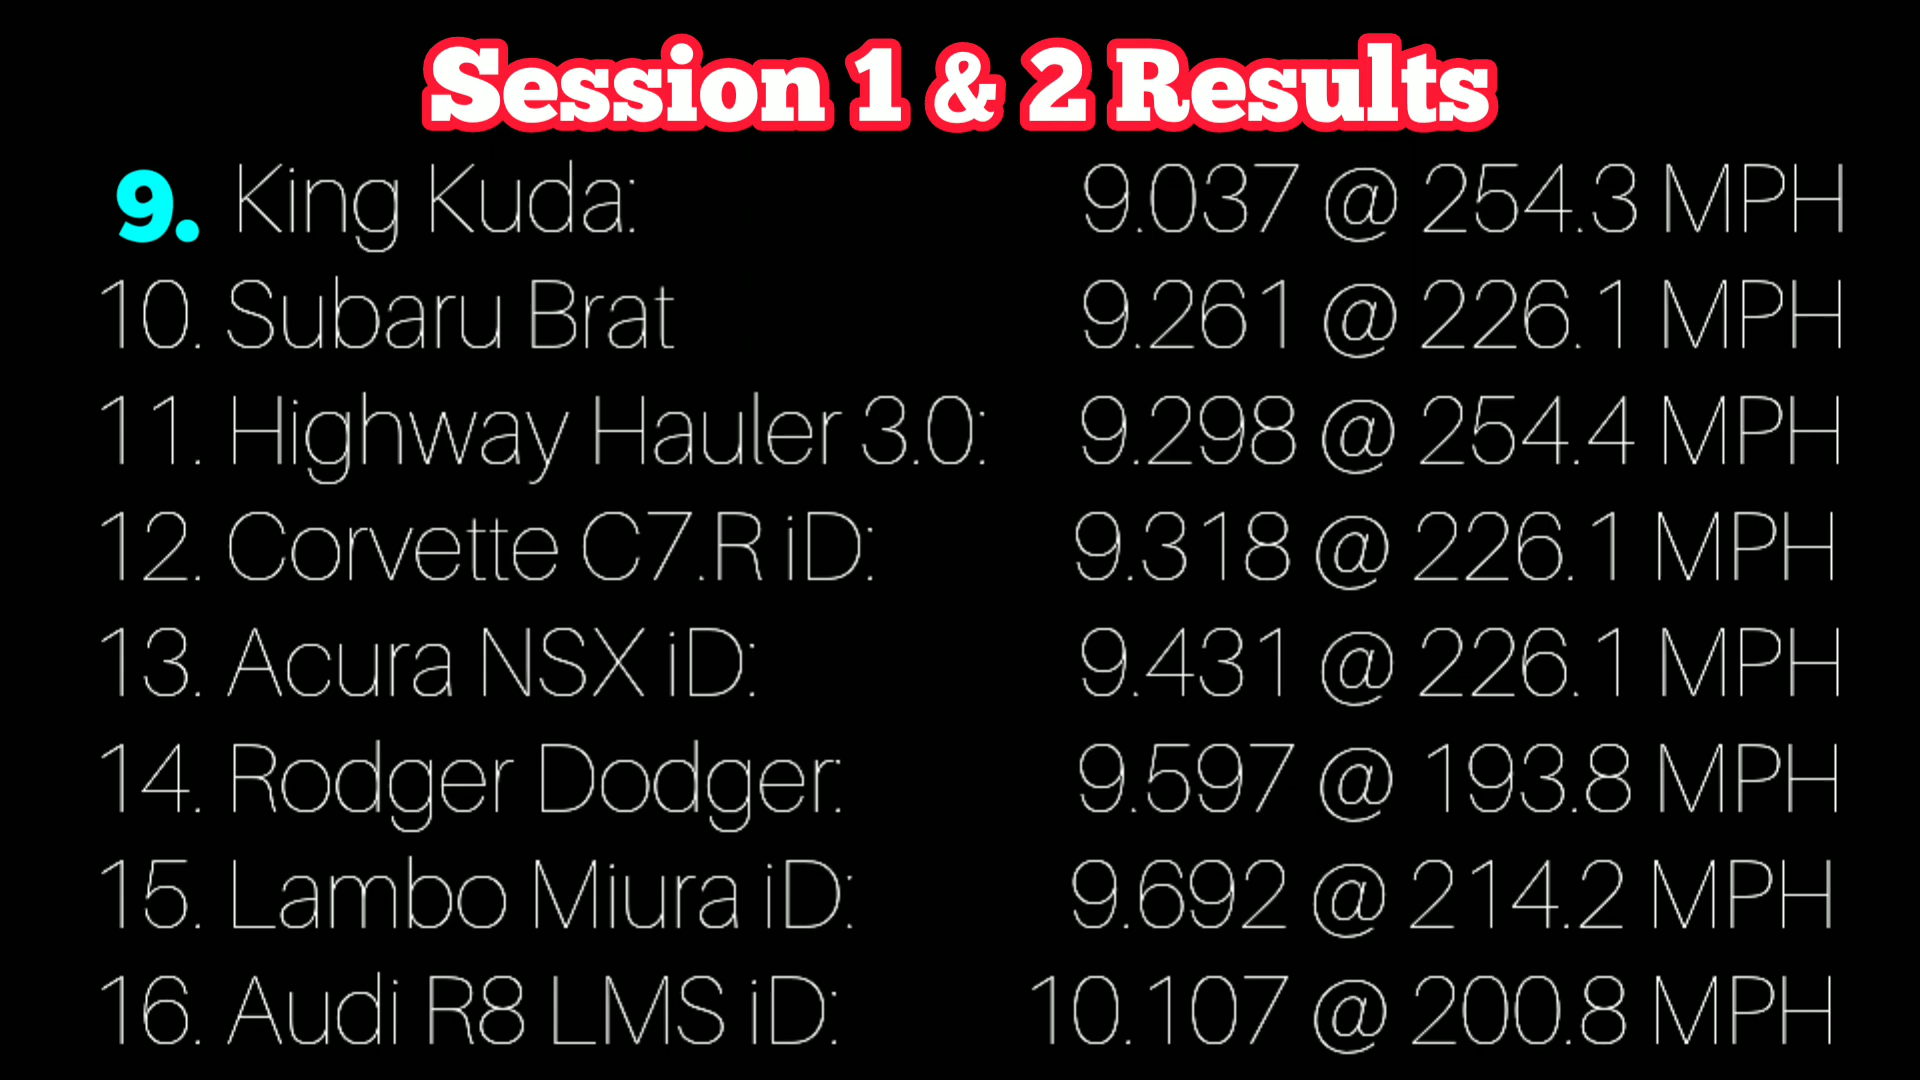 Session 1 & 2 Results
9. King Kuda: 9.037 @ 254.3 MPH
10. Subaru Brat 9.261 @ 226.1 MPH
11. Highway Hauler 3.0: 9.298 @ 254.4 MPH
12. Corvette C7.R iD: 9.318 @ 226.1 MPH
13. Acura NSX iD: 9.431 @ 226.1 MPH
14. Rodger Dodger: 9.597 @ 193.8 MPH
15. Lambo Miura iD: 9.692 @ 214.2 MPH
16. Audi R8 LMS iD: 10.107 @ 200.8 MPH